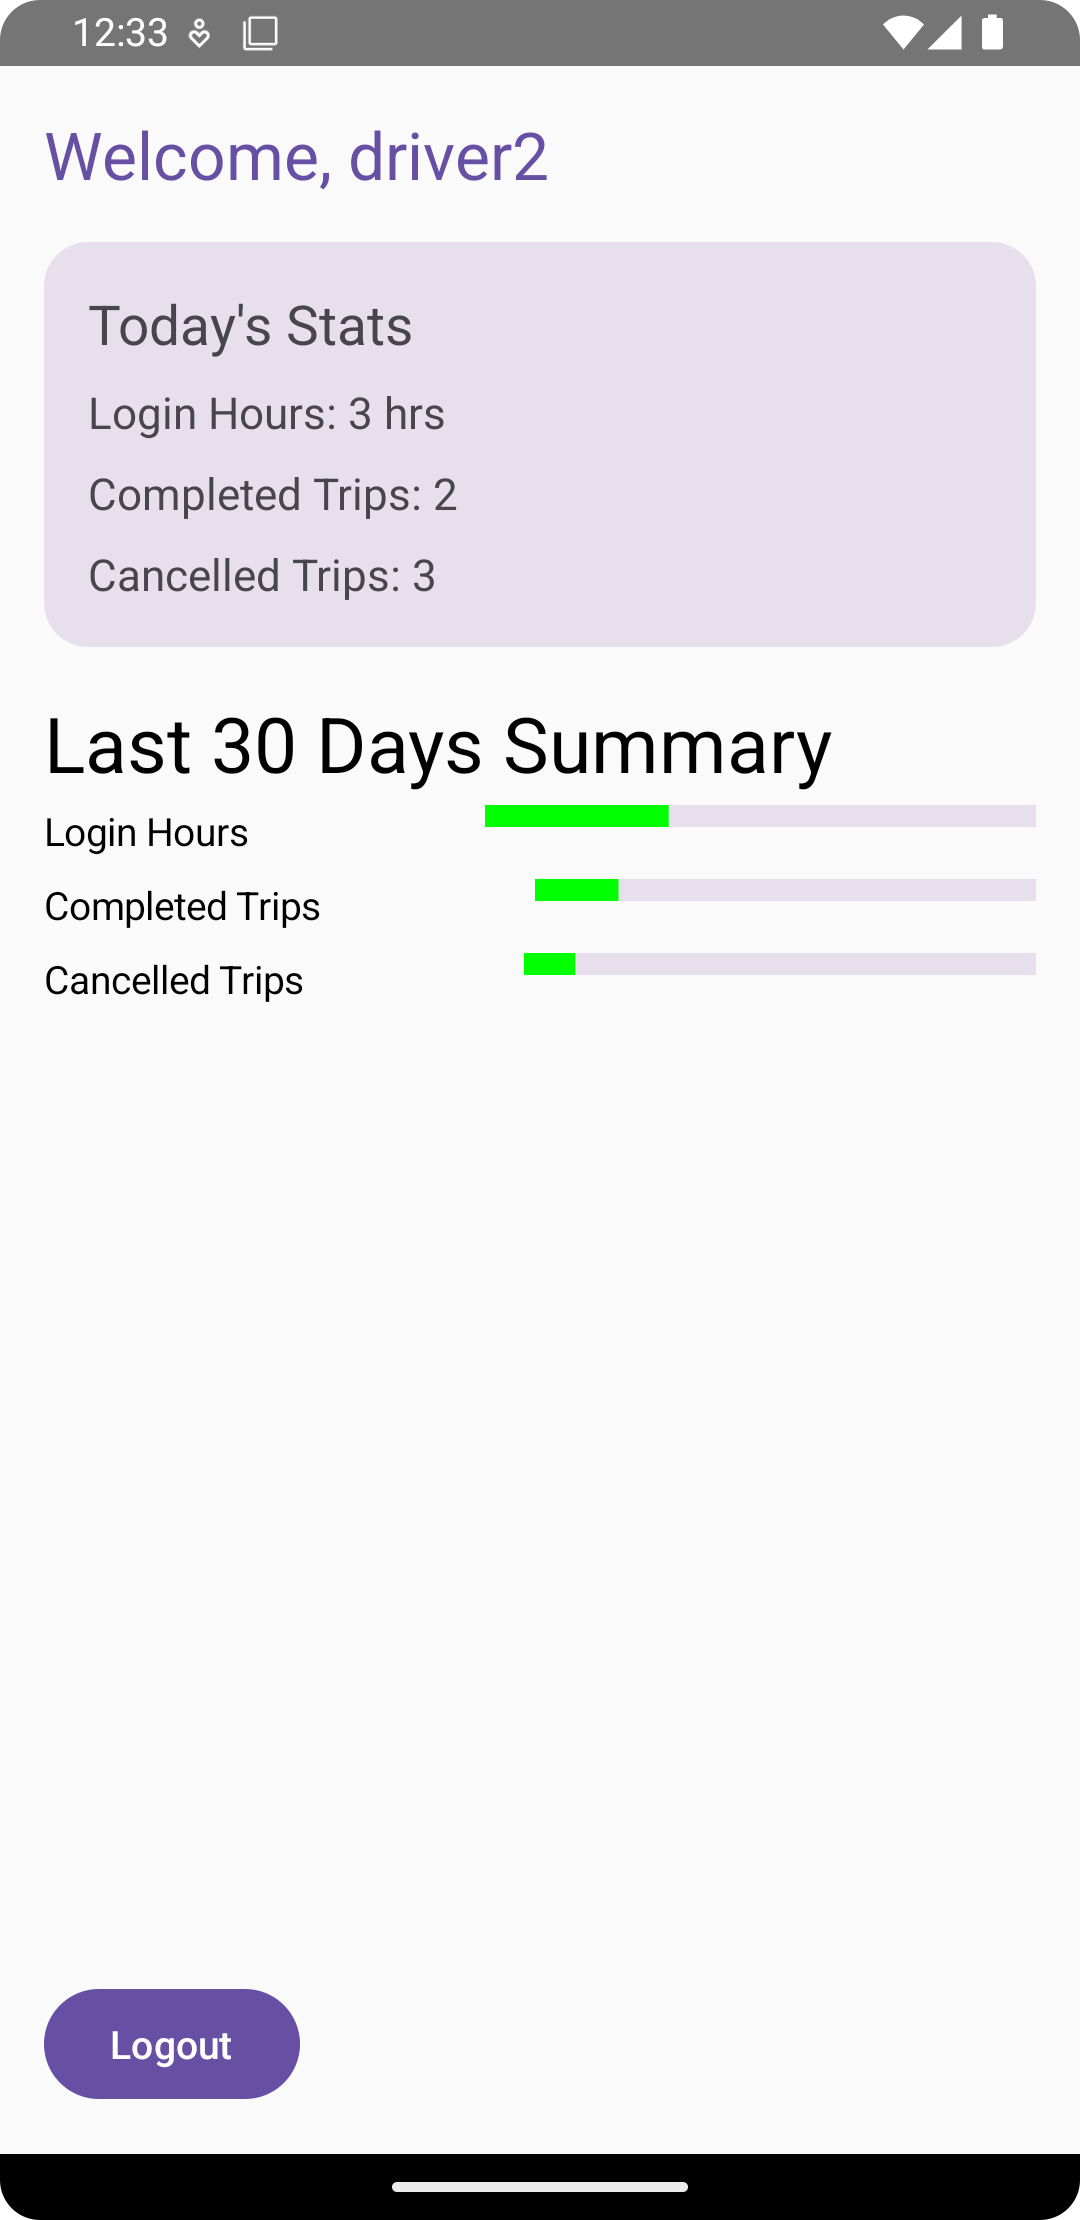 12:33
Welcome, driver2
Today's Stats
Login Hours: 3 hrs
Completed Trips: 2
Cancelled Trips: 3
Last 30 Days Summary
Login Hours
Completed Trips
Cancelled Trips
Logout